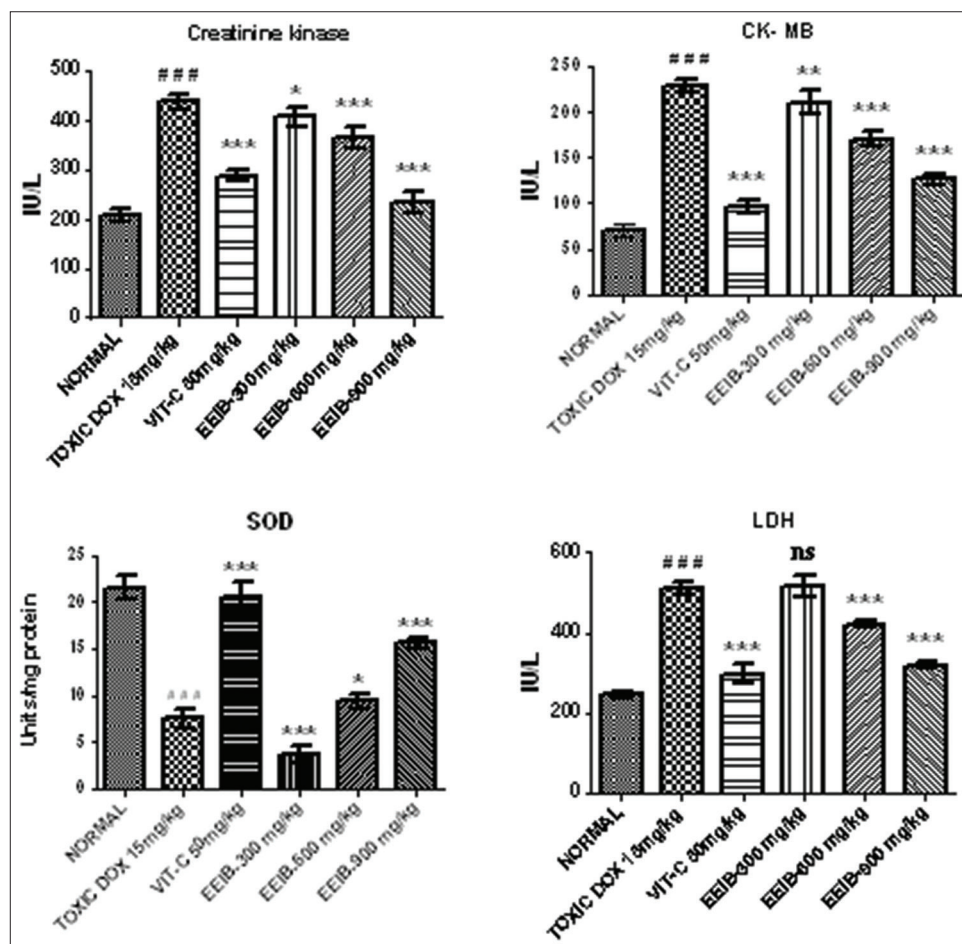 Creatinine kinase
IU/L
500
400
300
200
100
0
###
***
*
***
***
NORMAL
TOXIC DOX 15mg/kg
VIT-C 50mg/kg
EEIB-300 mg/kg
EEIB-600 mg/kg
EEIB-900 mg/kg
CK- MB
IU/L
250
200
150
100
50
0
###
***
**
***
***
NORMAL
TOXIC DOX 15mg/kg
VIT-C 50mg/kg
EEIB-300 mg/kg
EEIB-600 mg/kg
EEIB-900 mg/kg
SOD
Units/mg protein
25
20
15
10
5
0
###
***
***
*
***
NORMAL
TOXIC DOX 15mg/kg
VIT-C 50mg/kg
EEIB-300 mg/kg
EEIB-600 mg/kg
EEIB-900 mg/kg
LDH
IU/L
600
400
200
0
###
***
ns
***
***
NORMAL
TOXIC DOX 15mg/kg
VIT-C 50mg/kg
EEIB-300 mg/kg
EEIB-600 mg/kg
EEIB-900 mg/kg